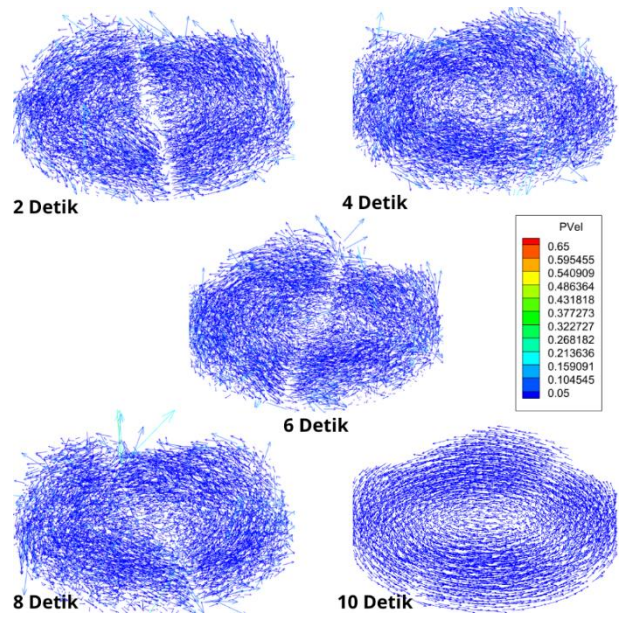 2 Detik
4 Detik
PVel
0.65
0.595455
0.540909
0.486364
0.431818
0.377273
0.322727
0.268182
0.213636
0.159091
0.104545
0.05
6 Detik
8 Detik
10 Detik